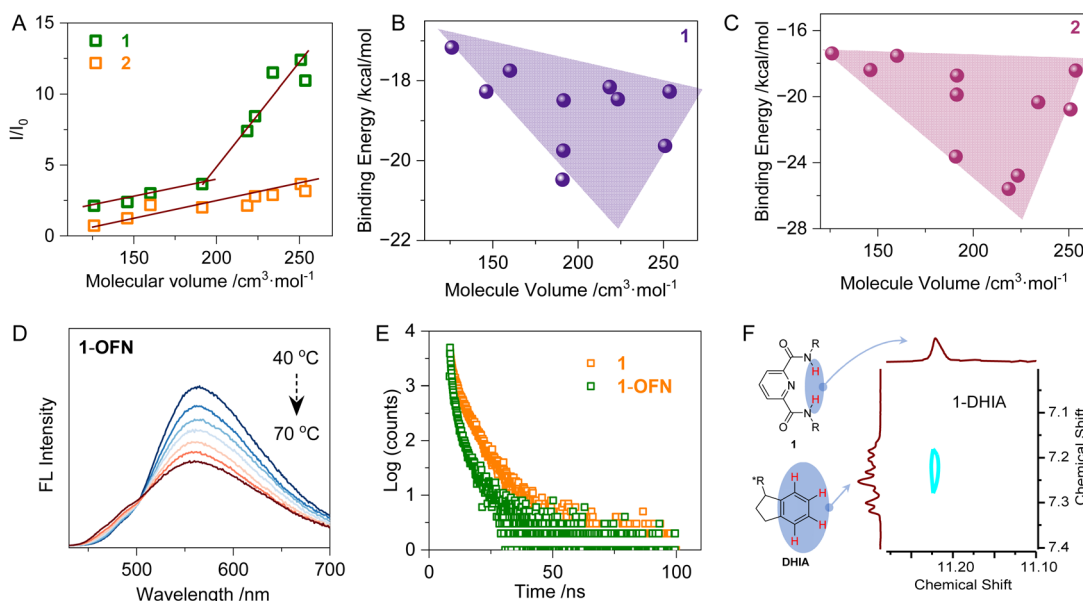 A
15
10
5
0
I/I₀
1
2
100
150
200
250
Molecular volume /cm³·mol⁻¹
B
1
−16
−18
−20
−22
Binding Energy /kcal/mol
150
200
250
Molecule Volume /cm³·mol⁻¹
C
2
−16
−20
−24
−28
Binding Energy /kcal/mol
150
200
250
Molecule Volume /cm³·mol⁻¹
D
1-OFN
40 °C
70 °C
FL Intensity
500
600
700
Wavelength /nm
E
4
3
2
1
0
Log (counts)
1
1-OFN
0
50
100
Time /ns
F
O
R
N
H
N
H
O
N
R
1
*R
H
H
H
H
DHIA
1-DHIA
7.1
7.2
7.3
7.4
Chemical Shift
11.20
11.10
Chemical Shift